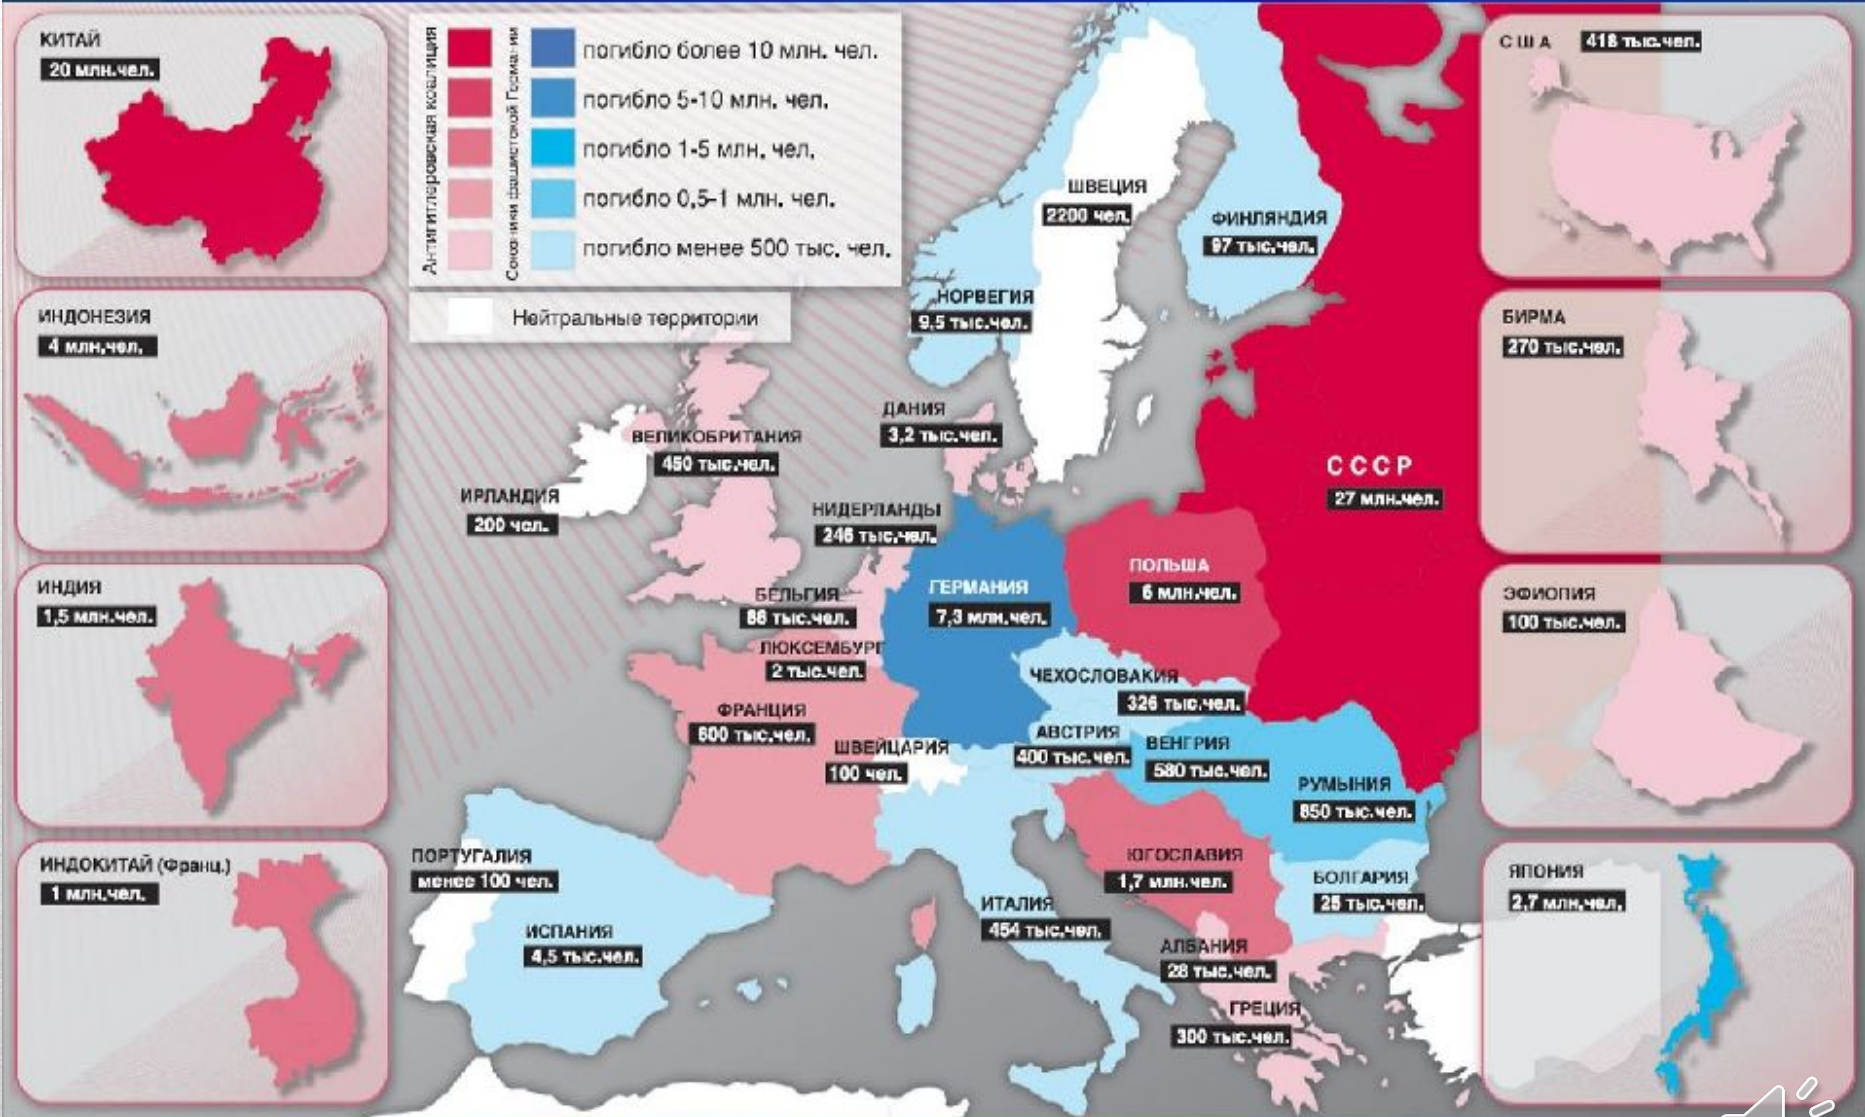 КИТАЙ
20 млн.чел.
ИНДОНЕЗИЯ
4 млн.чел.
ИНДИЯ
1,5 млн.чел.
ИНДОКИТАЙ (Франц.)
1 млн.чел.
Антигитлеровская коалиция
Союзники фашистской Германии
погибло более 10 млн. чел.
погибло 5-10 млн. чел.
погибло 1-5 млн. чел.
погибло 0,5-1 млн. чел.
погибло менее 500 тыс. чел.
Нейтральные территории
ШВЕЦИЯ
2200 чел.
ФИНЛЯНДИЯ
97 тыс.чел.
НОРВЕГИЯ
9,5 тыс.чел.
ДАНИЯ
3,2 тыс.чел.
ВЕЛИКОБРИТАНИЯ
450 тыс.чел.
ИРЛАНДИЯ
200 чел.
НИДЕРЛАНДЫ
246 тыс.чел.
СССР
27 млн.чел.
ПОЛЬША
6 млн.чел.
ГЕРМАНИЯ
7,3 млн.чел.
БЕЛЬГИЯ
86 тыс.чел.
ЛЮКСЕМБУРГ
2 тыс.чел.
ЧЕХОСЛОВАКИЯ
326 тыс.чел.
ФРАНЦИЯ
600 тыс.чел.
ШВЕЙЦАРИЯ
100 чел.
АВСТРИЯ
400 тыс.чел.
ВЕНГРИЯ
580 тыс.чел.
РУМЫНИЯ
850 тыс.чел.
ПОРТУГАЛИЯ
менее 100 чел.
ИСПАНИЯ
4,5 тыс.чел.
ИТАЛИЯ
454 тыс.чел.
ЮГОСЛАВИЯ
1,7 млн.чел.
БОЛГАРИЯ
25 тыс.чел.
АЛБАНИЯ
28 тыс.чел.
ГРЕЦИЯ
300 тыс.чел.
США
418 тыс.чел.
БИРМА
270 тыс.чел.
ЭФИОПИЯ
100 тыс.чел.
ЯПОНИЯ
2,7 млн.чел.